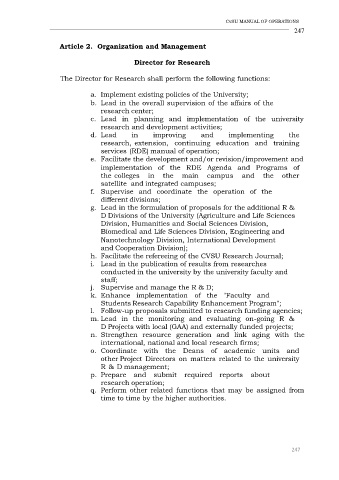 CvSU MANUAL OF OPERATIONS
247
Article 2.  Organization and Management
Director for Research
The Director for Research shall perform the following functions:
a. Implement existing policies of the University;
b. Lead in the overall supervision of the affairs of the
research center;
c. Lead in planning and implementation of the university
research and development activities;
d. Lead in improving and implementing the
research, extension, continuing education and training
services (RDE) manual of operation;
e. Facilitate the development and/or revision/improvement and
implementation of the RDE Agenda and Programs of
the colleges in the main campus and the other
satellite and integrated campuses;
f. Supervise and coordinate the operation of the
different divisions;
g. Lead in the formulation of proposals for the additional R &
D Divisions of the University (Agriculture and Life Sciences
Division, Humanities and Social Sciences Division,
Biomedical and Life Sciences Division, Engineering and
Nanotechnology Division, International Development
and Cooperation Division);
h. Facilitate the refereeing of the CVSU Research Journal;
i. Lead in the publication of results from researches
conducted in the university by the university faculty and
staff;
j. Supervise and manage the R & D;
k. Enhance implementation of the "Faculty and
Students Research Capability Enhancement Program";
l. Follow-up proposals submitted to research funding agencies;
m. Lead in the monitoring and evaluating on-going R &
D Projects with local (GAA) and externally funded projects;
n. Strengthen resource generation and link aging with the
international, national and local research firms;
o. Coordinate with the Deans of academic units and
other Project Directors on matters related to the university
R & D management;
p. Prepare and submit required reports about
research operation;
q. Perform other related functions that may be assigned from
time to time by the higher authorities.
247